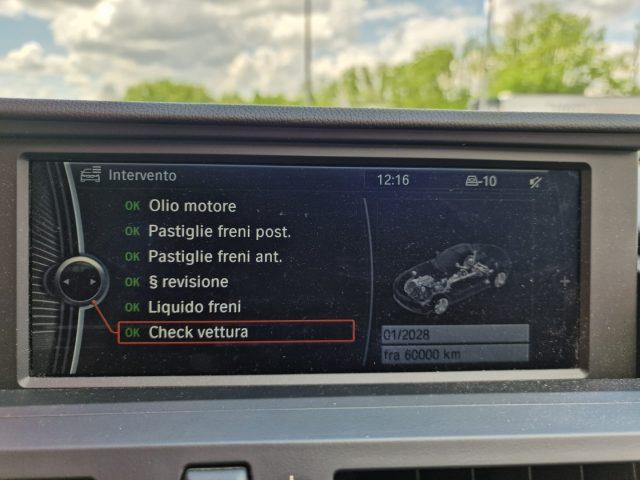 Intervento 12:16 -10
OK Olio motore
OK Pastiglie freni post.
OK Pastiglie freni ant.
OK § revisione
OK Liquido freni
OK Check vettura
01/2028
fra 60000 km